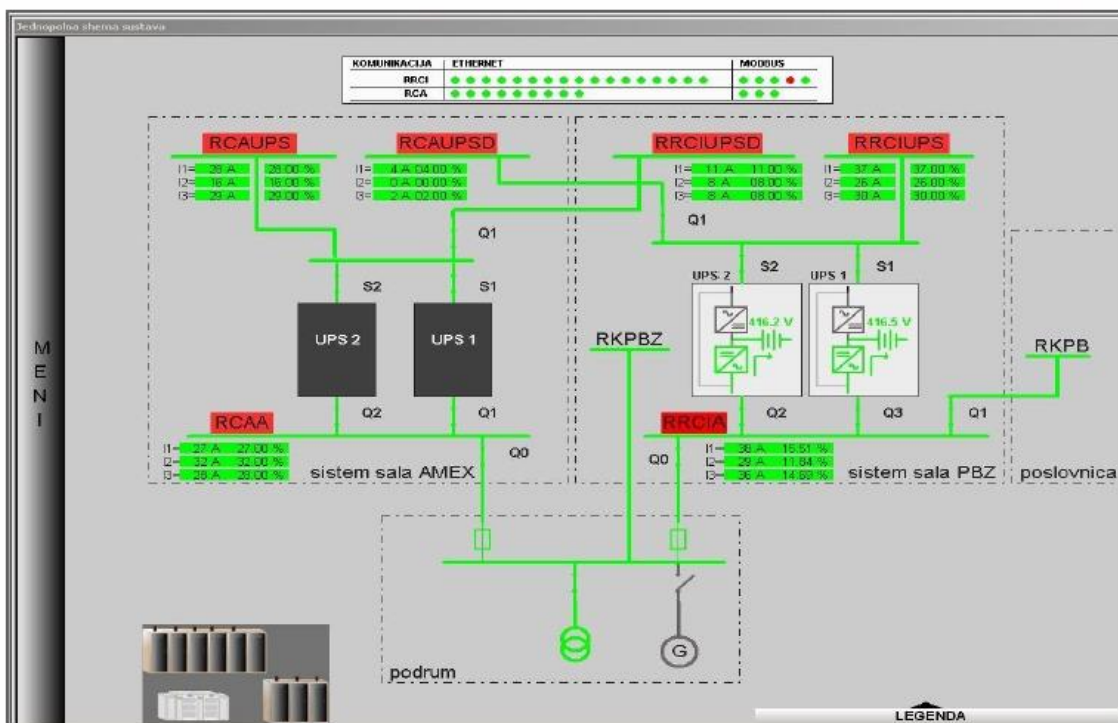 Jednopolna shema sustava
KOMUNIKACIJA ETHERNET MODBUS
RRCI
RCA
RCAUPS RCAUPSD RRCIUPSD RRCIUPS
I1= 28 A 28.00 % I1= 4 A 04.00 % I1= 11 A 11.00 % I1= 37 A 37.00 %
I2= 16 A 16.00 % I2= 0 A 00.00 % I2= 8 A 08.00 % I2= 26 A 26.00 %
I3= 29 A 29.00 % I3= 2 A 02.00 % I3= 8 A 08.00 % I3= 30 A 30.00 %
Q1 Q1
S2 S1 S2 S1
UPS 2 UPS 1
UPS 2 UPS 1
416.2 V 416.5 V
RKPBZ RKPB
MENI
Q2 Q1 Q2 Q3 Q1
RCAA RRCIA
Q0 Q0
I1= 27 A 27.00 % I1= 38 A 15.51 %
I2= 32 A 32.00 % I2= 29 A 11.84 %
I3= 28 A 28.00 % I3= 36 A 14.69 %
sistem sala AMEX sistem sala PBZ poslovnica
G
podrum
LEGENDA